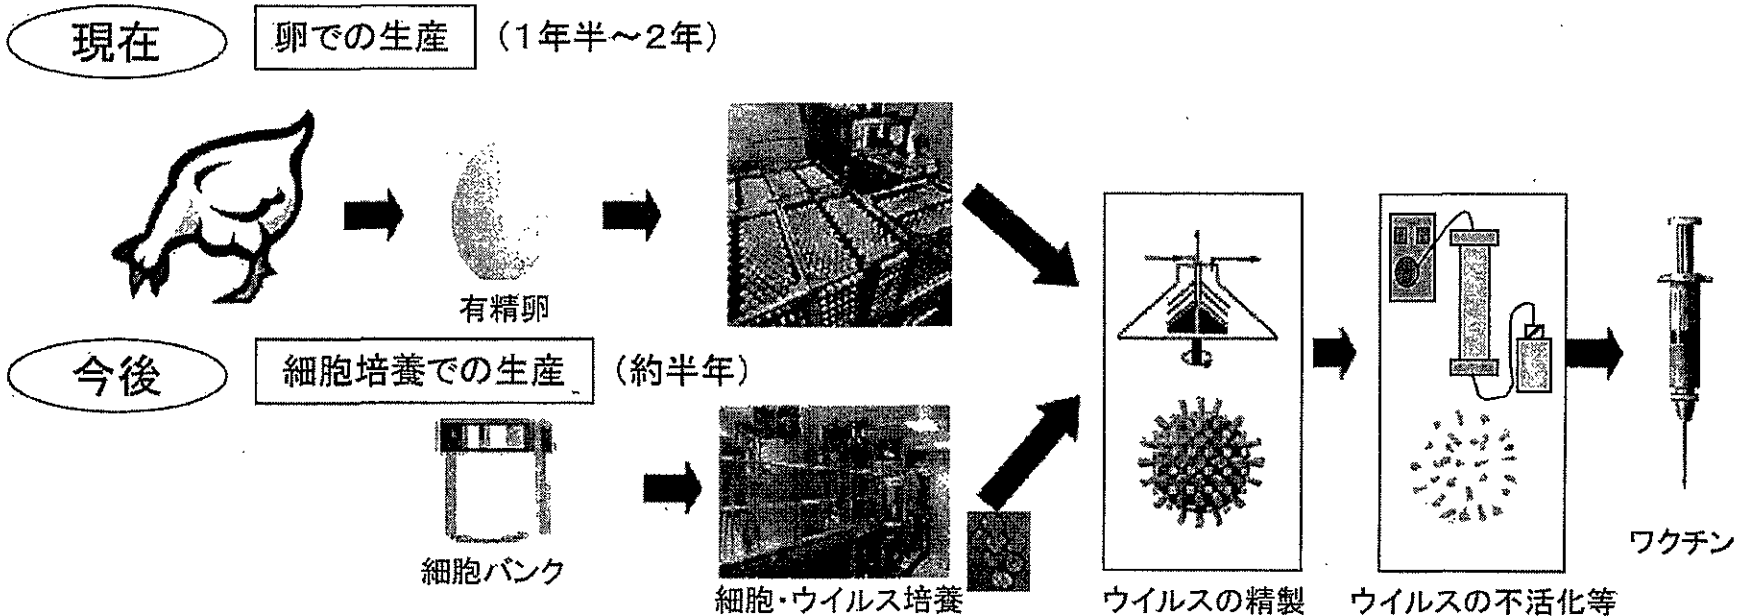 現在
卵での生産
(1年半～2年)
有精卵
今後
細胞培養での生産
(約半年)
細胞バンク
細胞・ウイルス培養
ウイルスの精製
ウイルスの不活化等
ワクチン